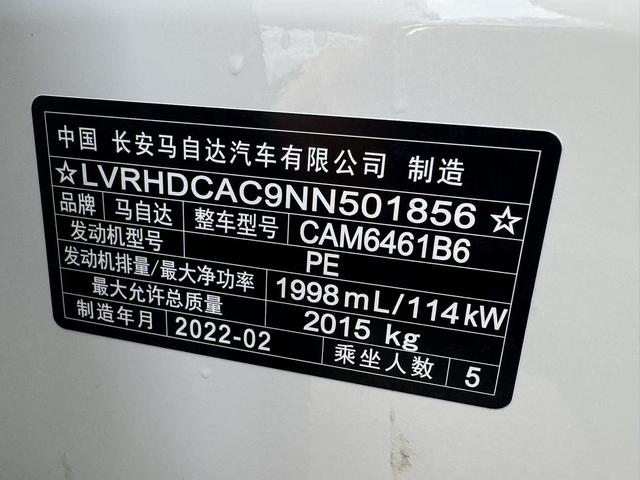 中国 长安马自达汽车有限公司 制造
☆LVRHDCAC9NN501856☆
品牌 马自达 整车型号 CAM6461B6
发动机型号 PE
发动机排量/最大净功率 1998mL/114kW
最大允许总质量 2015 kg
制造年月 2022-02 乘坐人数 5